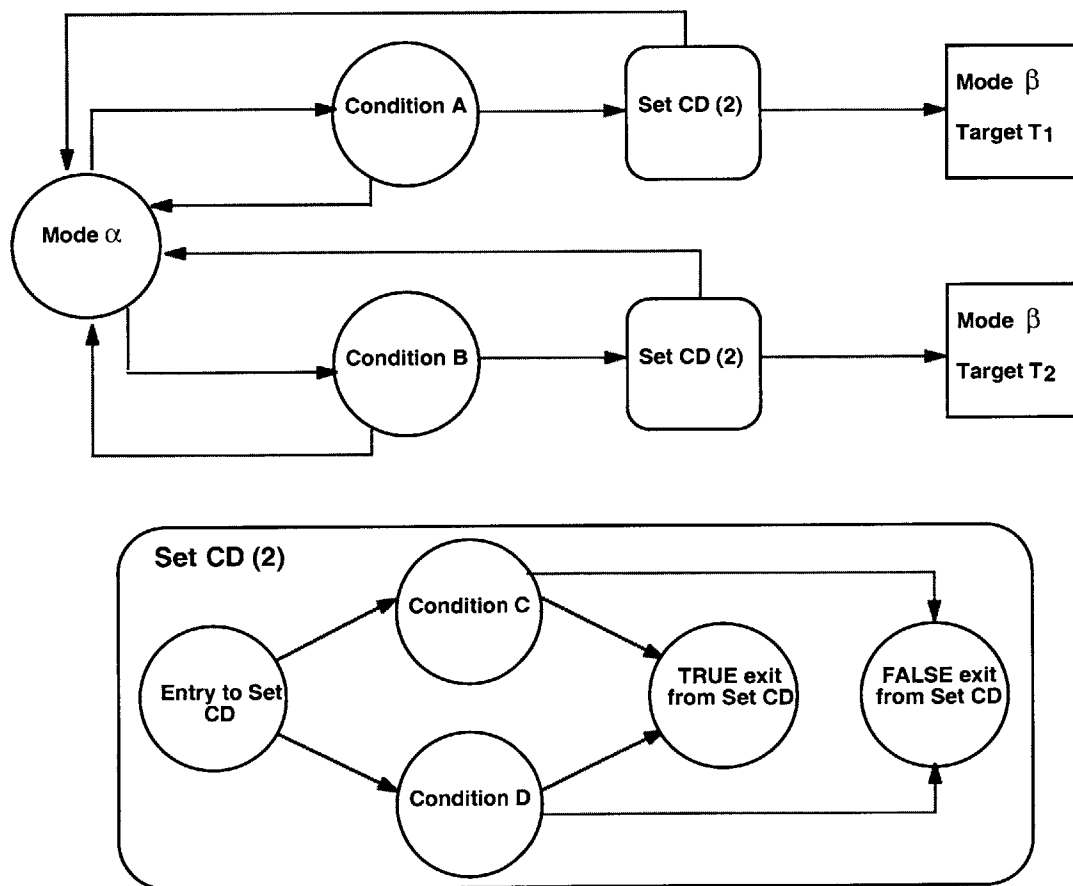 Condition A
Set CD (2)
Mode β
Target T1
Mode α
Condition B
Set CD (2)
Mode β
Target T2
Set CD (2)
Condition C
Entry to Set
CD
TRUE exit
from Set CD
FALSE exit
from Set CD
Condition D